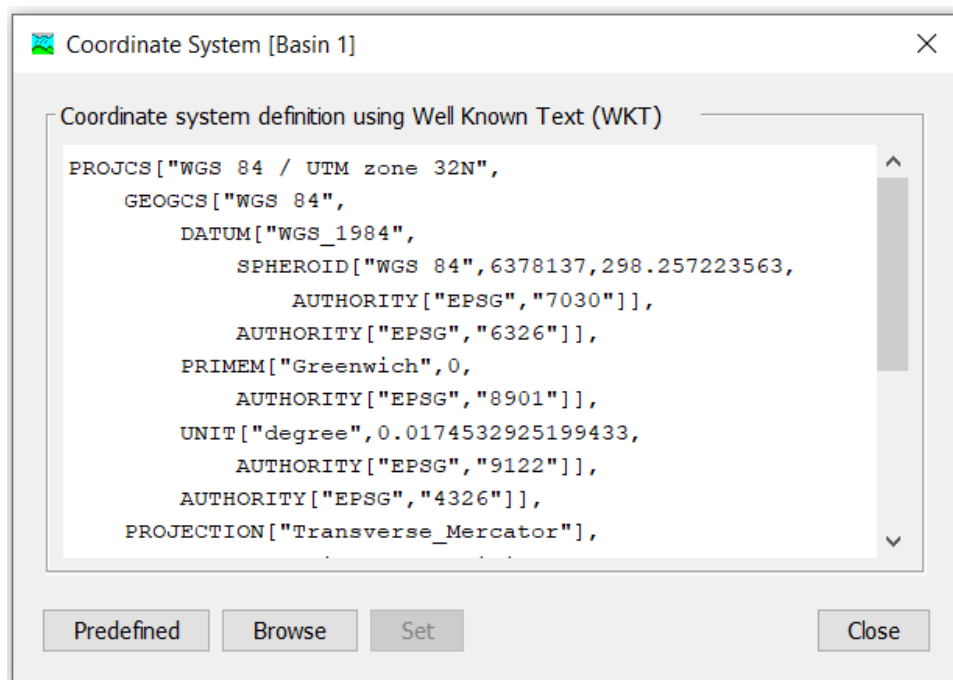 Coordinate System [Basin 1]
Coordinate system definition using Well Known Text (WKT)
PROJCS["WGS 84 / UTM zone 32N",
GEOGCS["WGS 84",
DATUM["WGS_1984",
SPHEROID["WGS 84",6378137,298.257223563,
AUTHORITY["EPSG","7030"]],
AUTHORITY["EPSG","6326"]],
PRIMEM["Greenwich",0,
AUTHORITY["EPSG","8901"]],
UNIT["degree",0.0174532925199433,
AUTHORITY["EPSG","9122"]],
AUTHORITY["EPSG","4326"]],
PROJECTION["Transverse_Mercator"],
Predefined Browse Set Close